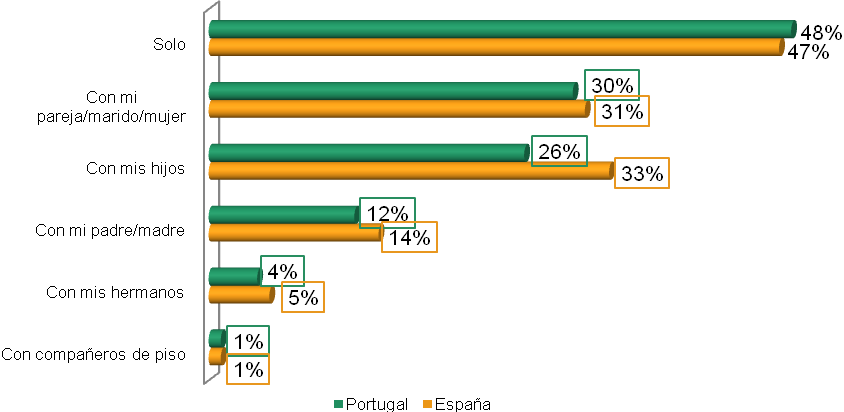 Solo
48%
47%
Con mi
pareja/marido/mujer
30%
31%
Con mis hijos
26%
33%
Con mi padre/madre
12%
14%
Con mis hermanos
4%
5%
Con compañeros de piso
1%
1%
Portugal España